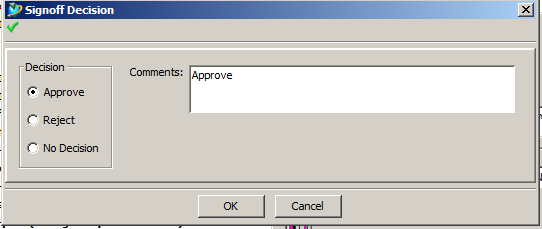 Signoff Decision
Decision
Comments:
Approve
Approve
Reject
No Decision
OK
Cancel